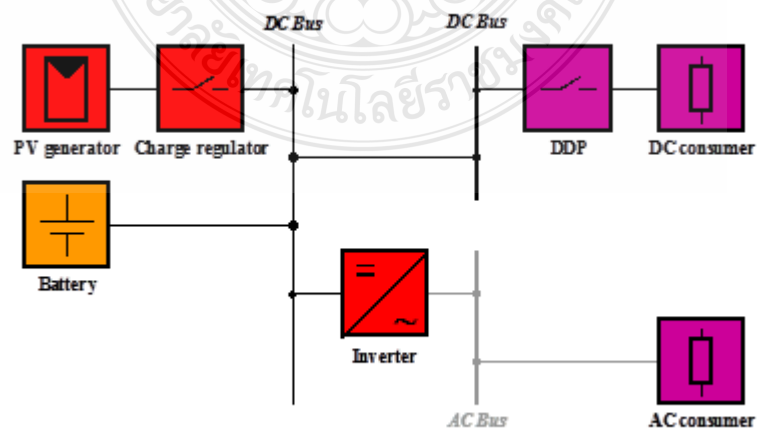 DC Bus
DC Bus
PV generator
Charge regulator
DDP
DC consumer
Battery
Inverter
AC Bus
AC consumer